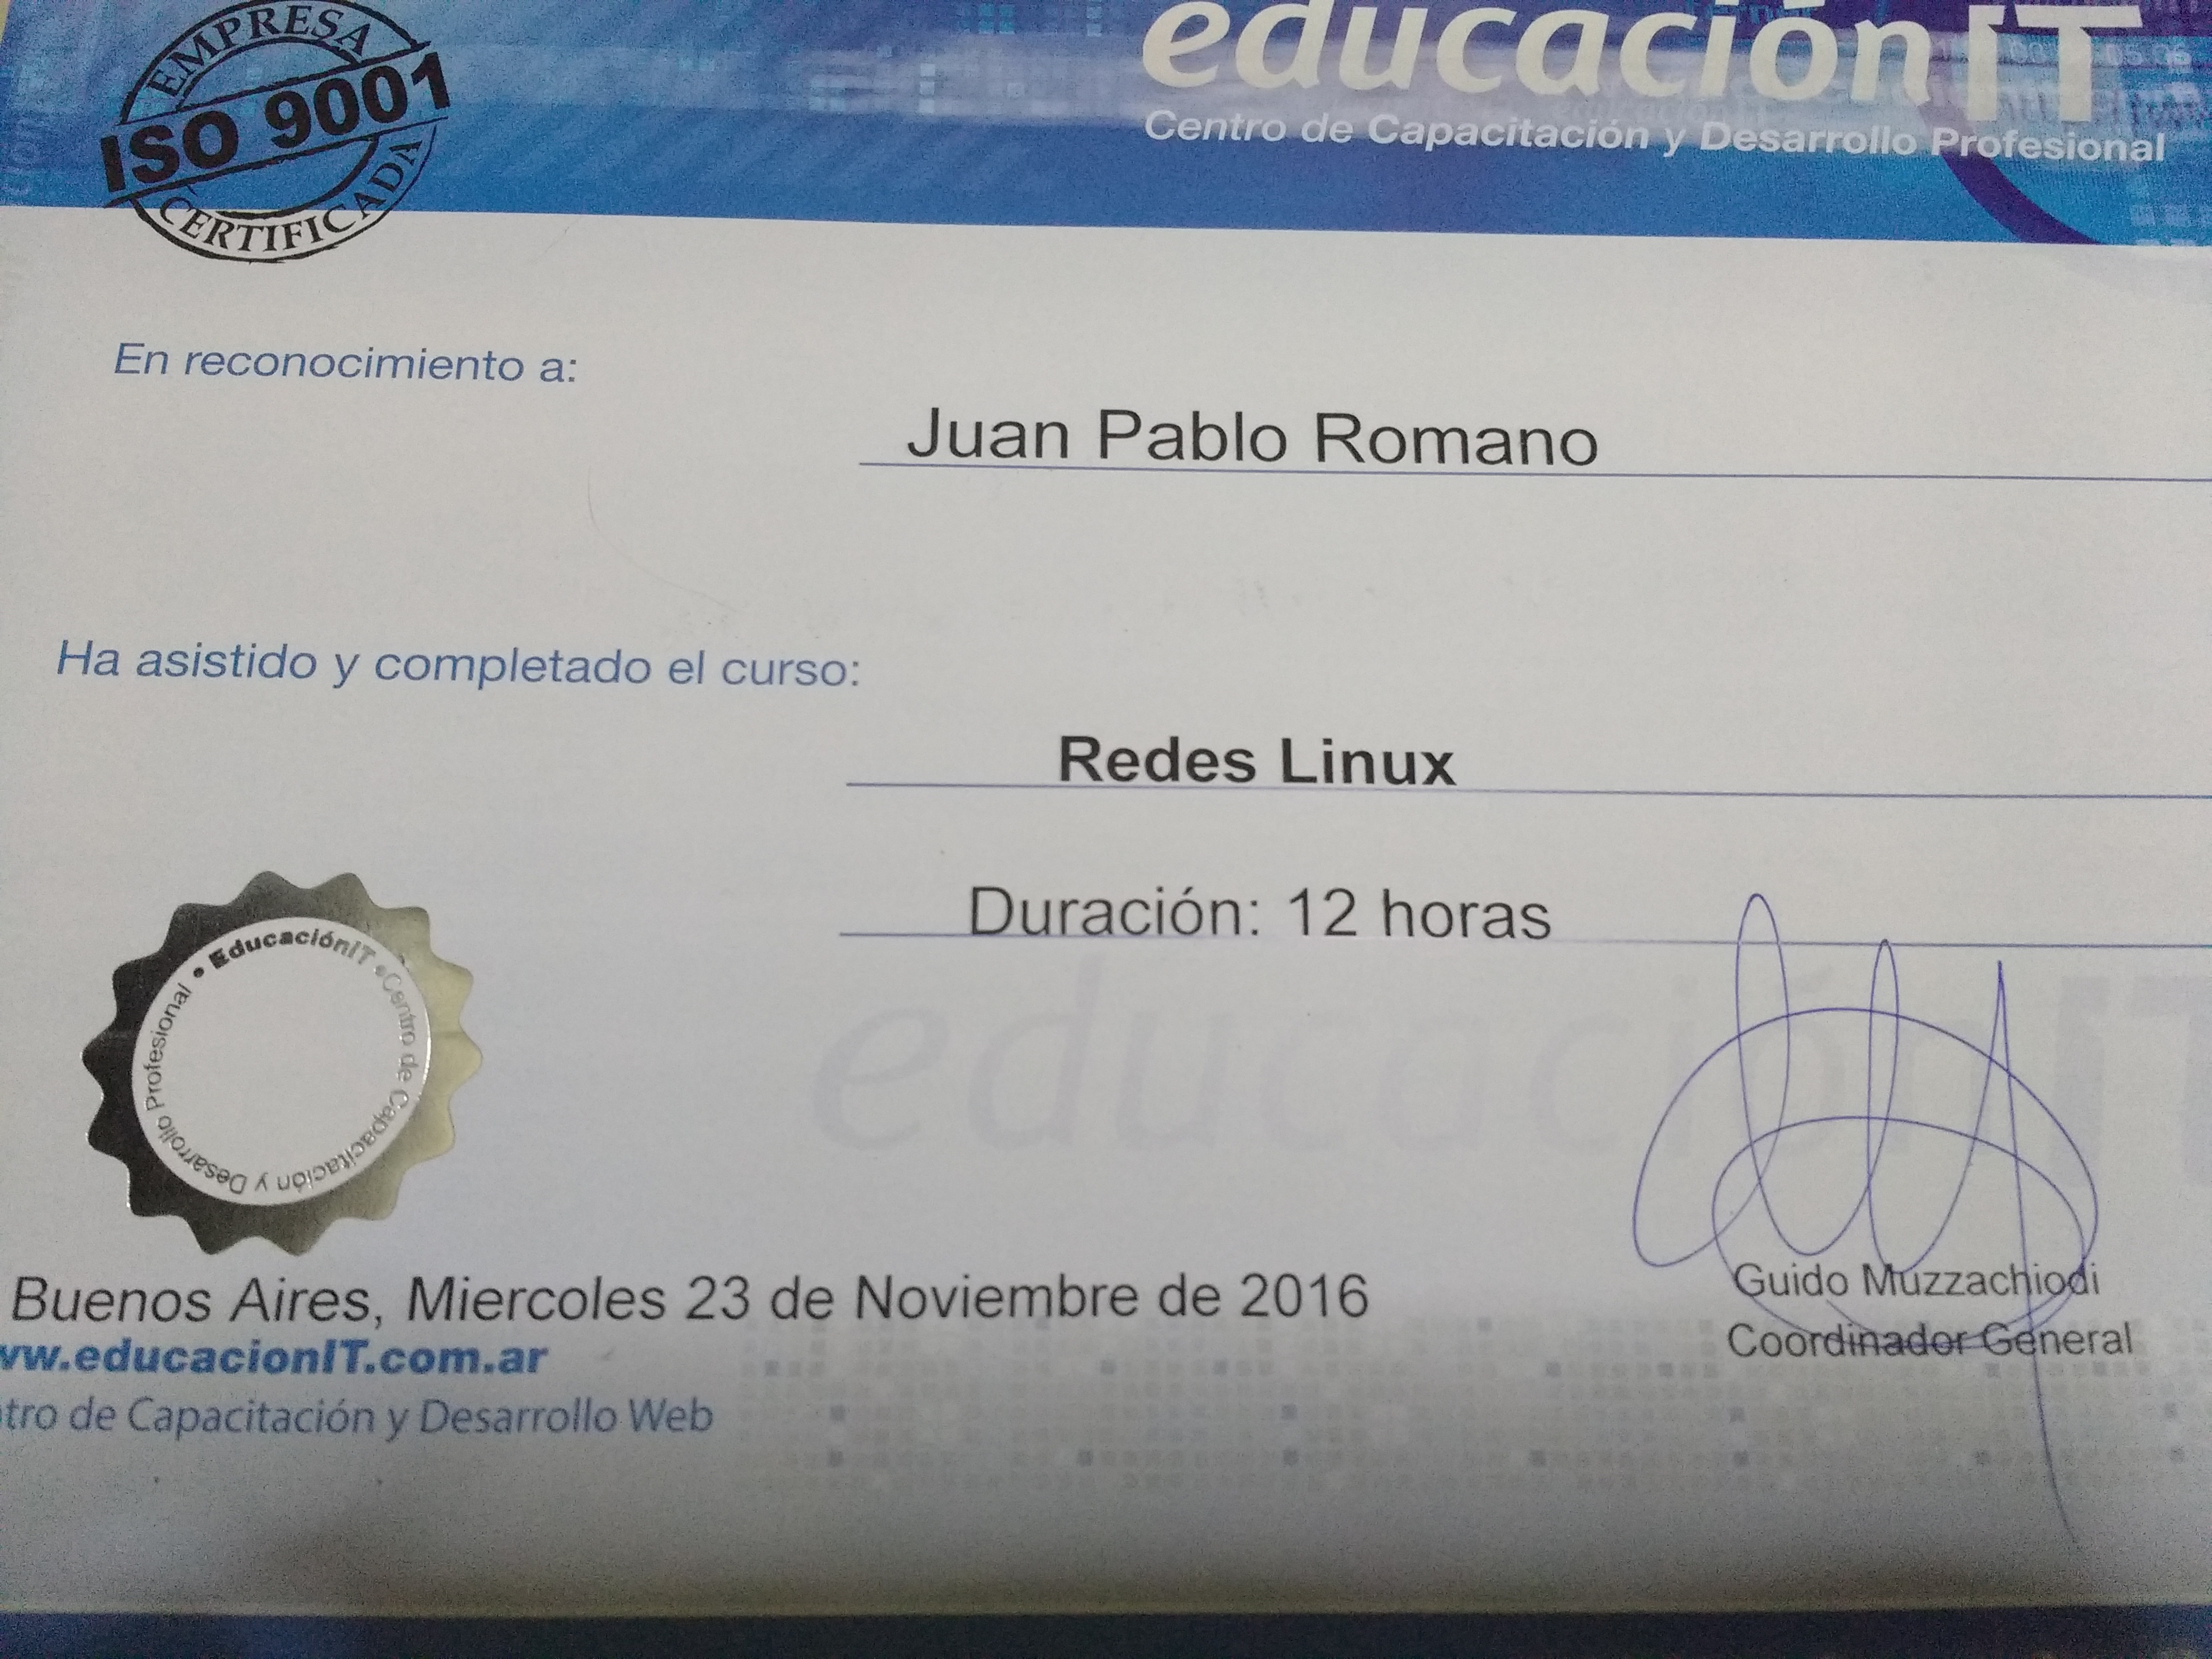 EMPRESA
ISO 9001
CERTIFICADA
educaciónIT
Centro de Capacitación y Desarrollo Profesional
En reconocimiento a:
Juan Pablo Romano
Ha asistido y completado el curso:
Redes Linux
Duración: 12 horas
educaciónIT
• EducaciónIT • Centro de Capacitación y Desarrollo Profesional
Guido Muzzachiodi
Coordinador General
Buenos Aires, Miercoles 23 de Noviembre de 2016
ww.educacionIT.com.ar
tro de Capacitación y Desarrollo Web